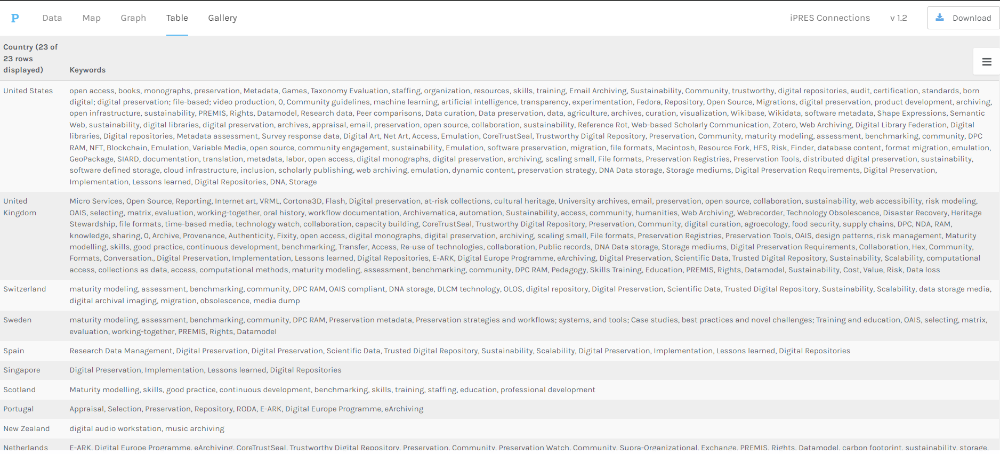 P Data Map Graph Table Gallery iPRES Connections v 1.2 Download
Country (23 of
23 rows
displayed) Keywords
United States open access, books, monographs, preservation, Metadata, Games, Taxonomy Evaluation, staffing, organization, resources, skills, training, Email Archiving, Sustainability, Community, trustworthy, digital repositories, audit, certification, standards, born
digital; digital preservation; file-based; video production, 0, Community guidelines, machine learning, artificial intelligence, transparency, experimentation, Fedora, Repository, Open Source, Migrations, digital preservation, product development, archiving,
open infrastructure, sustainability, PREMIS, Rights, Datamodel, Research data, Peer comparisons, Data curation, Data preservation, data, agriculture, archives, curation, visualization, Wikibase, Wikidata, software metadata, Shape Expressions, Semantic
Web, sustainability, digital libraries, digital preservation, archives, appraisal, email, preservation, open source, collaboration, sustainability, Reference Rot, Web-based Scholarly Communication, Zotero, Web Archiving, Digital Library Federation, Digital
libraries, Digital repositories, Metadata assessment, Survey response data, Digital Art, Net Art, Access, Emulation, CoreTrustSeal, Trustworthy Digital Repository, Preservation, Community, maturity modeling, assessment, benchmarking, community, DPC
RAM, NFT, Blockchain, Emulation, Variable Media, open source, community engagement, sustainability, Emulation, software preservation, migration, file formats, Macintosh, Resource Fork, HFS, Risk, Finder, database content, format migration, emulation,
GeoPackage, SIARD, documentation, translation, metadata, labor, open access, digital monographs, digital preservation, archiving, scaling small, File formats, Preservation Registries, Preservation Tools, distributed digital preservation, sustainability,
software defined storage, cloud infrastructure, inclusion, scholarly publishing, web archiving, emulation, dynamic content, preservation strategy, DNA Data storage, Storage mediums, Digital Preservation Requirements, Digital Preservation,
Implementation, Lessons learned, Digital Repositories, DNA, Storage
United
Kingdom Micro Services, Open Source, Reporting, Internet art, VRML, Cortona3D, Flash, Digital preservation, at-risk collections, cultural heritage, University archives, email, preservation, open source, collaboration, sustainability, web accessibility, risk modeling,
OAIS, selecting, matrix, evaluation, working-together, oral history, workflow documentation, Archivematica, automation, Sustainability, access, community, humanities, Web Archiving, Webrecorder, Technology Obsolescence, Disaster Recovery, Heritage
Stewardship, file formats, time-based media, technology watch, collaboration, capacity building, CoreTrustSeal, Trustworthy Digital Repository, Preservation, Community, digital curation, agroecology, food security, supply chains, DPC, NDA, RAM,
knowledge, sharing, 0, Archive, Provenance, Authenticity, Fixity, open access, digital monographs, digital preservation, archiving, scaling small, File formats, Preservation Registries, Preservation Tools, OAIS, design patterns, risk management, Maturity
modelling, skills, good practice, continuous development, benchmarking, Transfer, Access, Re-use of technologies, collaboration, Public records, DNA Data storage, Storage mediums, Digital Preservation Requirements, Collaboration, Hex, Community,
Formats, Conversation., Digital Preservation, Implementation, Lessons learned, Digital Repositories, E-ARK, Digital Europe Programme, eArchiving, Digital Preservation, Scientific Data, Trusted Digital Repository, Sustainability, Scalability, computational
access, collections as data, access, computational methods, maturity modeling, assessment, benchmarking, community, DPC RAM, Pedagogy, Skills Training, Education, PREMIS, Rights, Datamodel, Sustainability, Cost, Value, Risk, Data loss
Switzerland maturity modeling, assessment, benchmarking, community, DPC RAM, OAIS compliant, DNA storage, DLCM technology, OLOS, digital repository, Digital Preservation, Scientific Data, Trusted Digital Repository, Sustainability, Scalability, data storage media,
digital archival imaging, migration, obsolescence, media dump
Sweden maturity modeling, assessment, benchmarking, community, DPC RAM, Preservation metadata, Preservation strategies and workflows; systems, and tools; Case studies, best practices and novel challenges; Training and education, OAIS, selecting, matrix,
evaluation, working-together, PREMIS, Rights, Datamodel
Spain Research Data Management, Digital Preservation, Digital Preservation, Scientific Data, Trusted Digital Repository, Sustainability, Scalability, Digital Preservation, Implementation, Lessons learned, Digital Repositories
Singapore Digital Preservation, Implementation, Lessons learned, Digital Repositories
Scotland Maturity modelling, skills, good practice, continuous development, benchmarking, skills, training, staffing, education, professional development
Portugal Appraisal, Selection, Preservation, Repository, RODA, E-ARK, Digital Europe Programme, eArchiving
New Zealand digital audio workstation, music archiving
Netherlands E-ARK, Digital Europe Programme, eArchiving, CoreTrustSeal, Trustworthy Digital Repository, Preservation, Community, Preservation Watch, Community, Supra-Organizational, Exchange, PREMIS, Rights, Datamodel, carbon footprint, sustainability, storage,